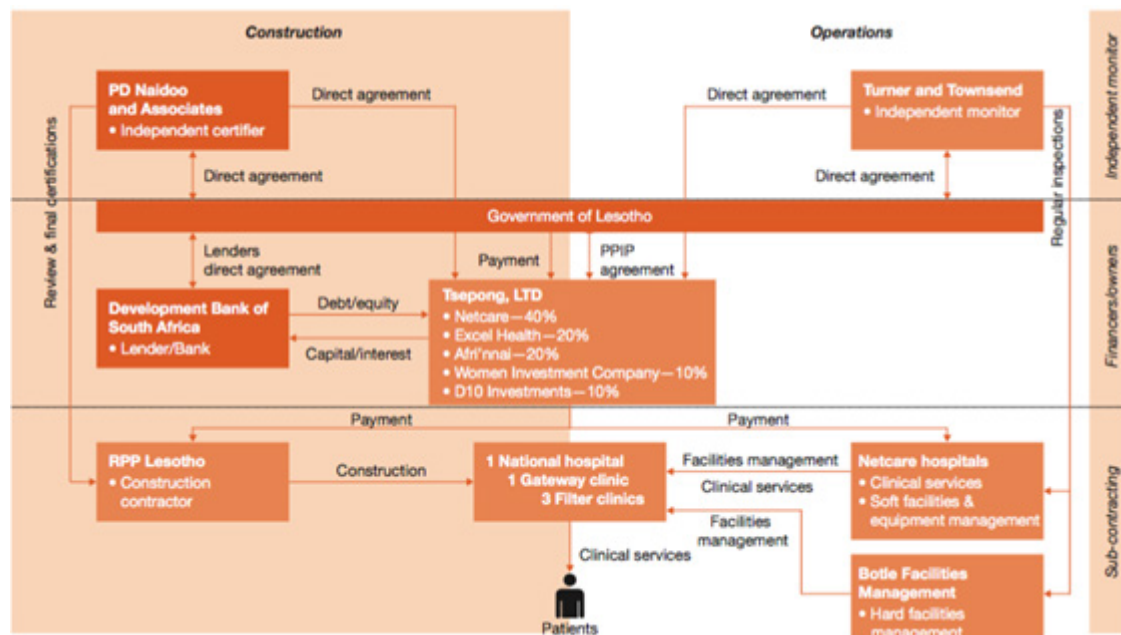 Construction
Operations
Independent monitor
PD Naidoo
and Associates
• Independent certifier
Direct agreement
Direct agreement
Turner and Townsend
• Independent monitor
Review & final certifications
Direct agreement
Direct agreement
Regular inspections
Government of Lesotho
Financers/owners
Lenders
direct agreement
Payment
PPIP
agreement
Development Bank of
South Africa
• Lender/Bank
Debt/equity
Capital/interest
Tsepong, LTD
• Netcare—40%
• Excel Health—20%
• Afri'nnai—20%
• Women Investment Company—10%
• D10 Investments—10%
Payment
Payment
Sub-contracting
RPP Lesotho
• Construction
contractor
Construction
1 National hospital
1 Gateway clinic
3 Filter clinics
Facilities management
Clinical services
Netcare hospitals
• Clinical services
• Soft facilities &
equipment management
Facilities
management
Clinical services
Botle Facilities
Management
• Hard facilities
management
Patients